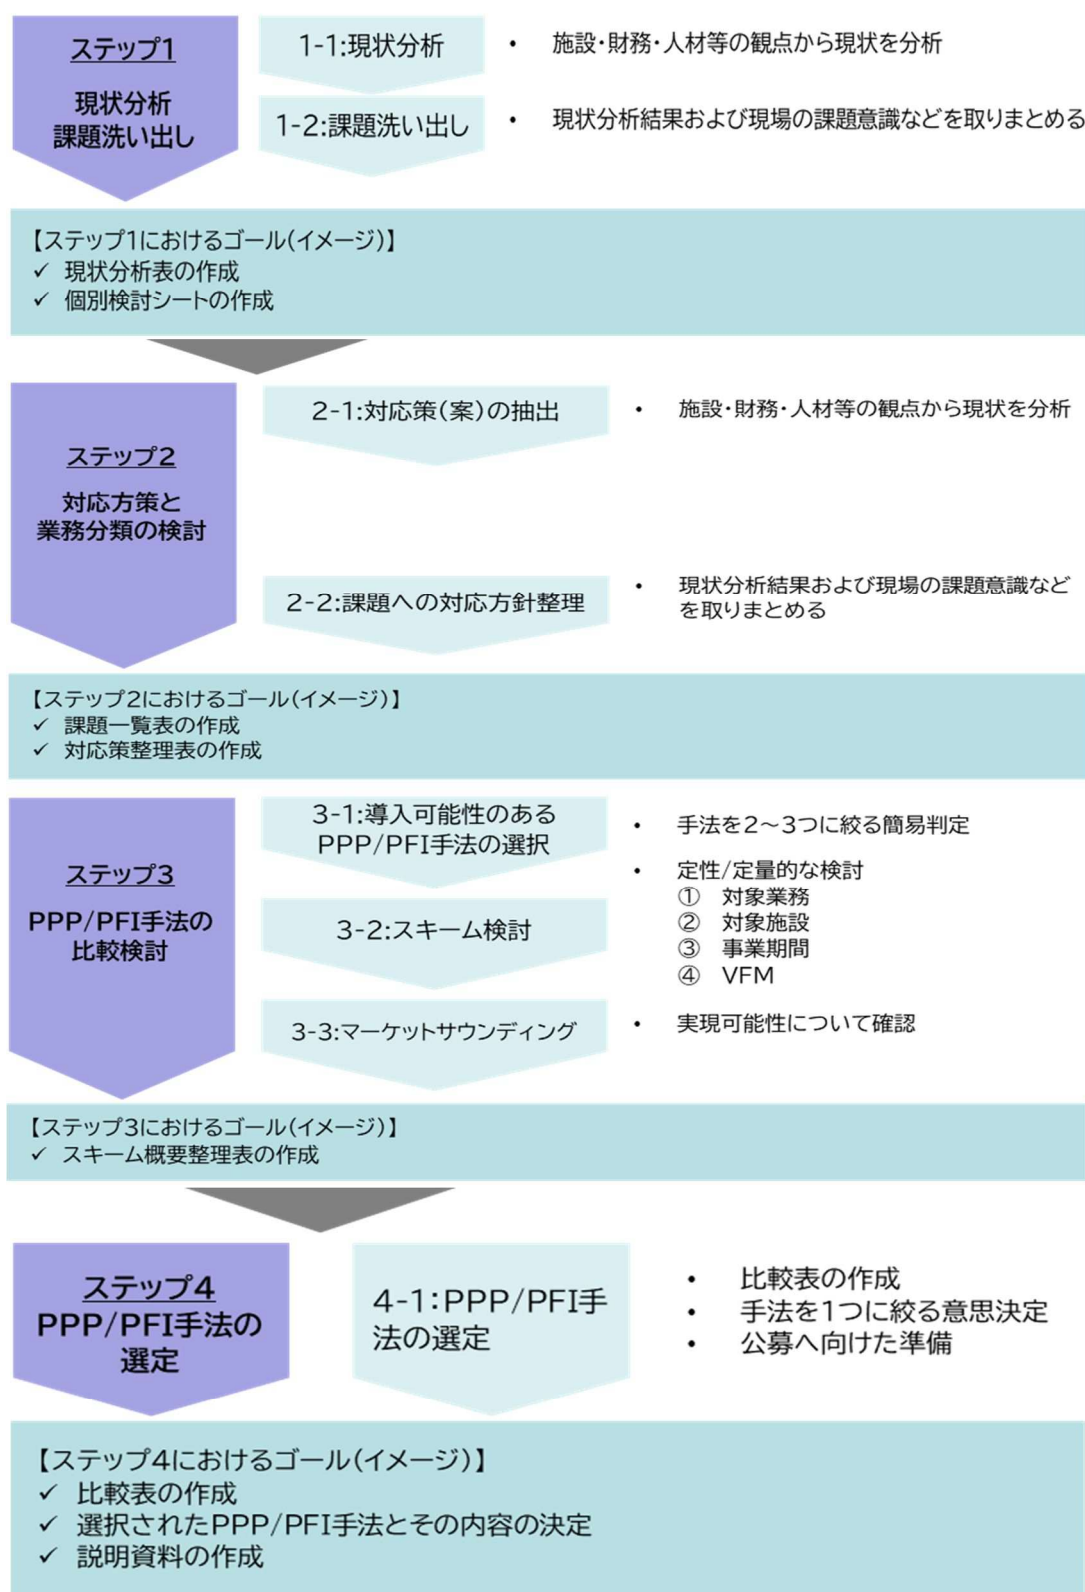 ステップ1
現状分析
課題洗い出し
1-1:現状分析
• 施設・財務・人材等の観点から現状を分析
1-2:課題洗い出し
• 現状分析結果および現場の課題意識などを取りまとめる
【ステップ1におけるゴール(イメージ)】
✓ 現状分析表の作成
✓ 個別検討シートの作成
ステップ2
対応方策と
業務分類の検討
2-1:対応策(案)の抽出
• 施設・財務・人材等の観点から現状を分析
2-2:課題への対応方針整理
• 現状分析結果および現場の課題意識など
を取りまとめる
【ステップ2におけるゴール(イメージ)】
✓ 課題一覧表の作成
✓ 対応策整理表の作成
ステップ3
PPP/PFI手法の
比較検討
3-1:導入可能性のある
PPP/PFI手法の選択
• 手法を2～3つに絞る簡易判定
3-2:スキーム検討
• 定性/定量的な検討
① 対象業務
② 対象施設
③ 事業期間
④ VFM
3-3:マーケットサウンディング
• 実現可能性について確認
【ステップ3におけるゴール(イメージ)】
✓ スキーム概要整理表の作成
ステップ4
PPP/PFI手法の
選定
4-1:PPP/PFI手
法の選定
• 比較表の作成
• 手法を1つに絞る意思決定
• 公募へ向けた準備
【ステップ4におけるゴール(イメージ)】
✓ 比較表の作成
✓ 選択されたPPP/PFI手法とその内容の決定
✓ 説明資料の作成